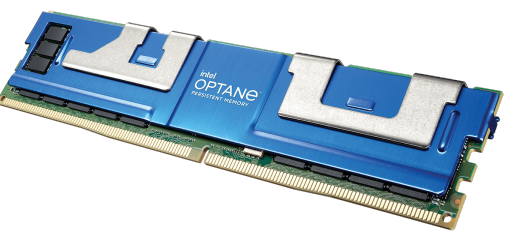 intel
OPTANe
PERSISTENT MEMORY